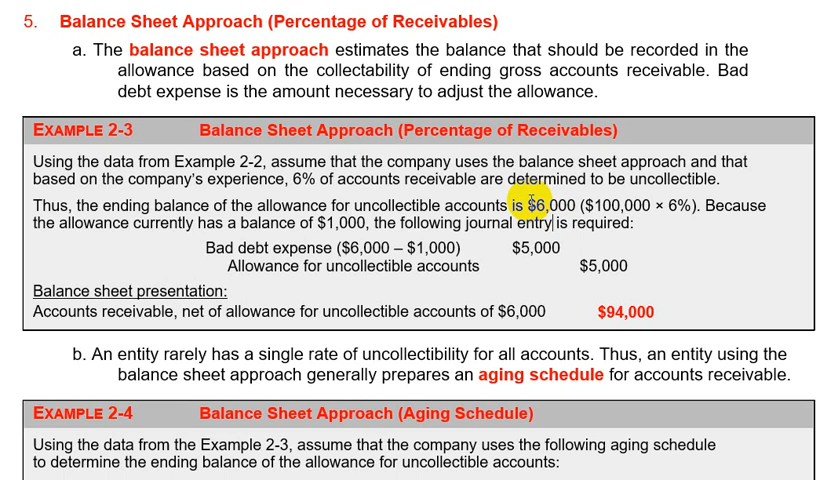 5. Balance Sheet Approach (Percentage of Receivables)
a. The balance sheet approach estimates the balance that should be recorded in the
allowance based on the collectability of ending gross accounts receivable. Bad
debt expense is the amount necessary to adjust the allowance.
EXAMPLE 2-3 Balance Sheet Approach (Percentage of Receivables)
Using the data from Example 2-2, assume that the company uses the balance sheet approach and that
based on the company's experience, 6% of accounts receivable are determined to be uncollectible.
Thus, the ending balance of the allowance for uncollectible accounts is $6,000 ($100,000 × 6%). Because
the allowance currently has a balance of $1,000, the following journal entry is required:
Bad debt expense ($6,000 – $1,000) $5,000
Allowance for uncollectible accounts $5,000
Balance sheet presentation:
Accounts receivable, net of allowance for uncollectible accounts of $6,000 $94,000
b. An entity rarely has a single rate of uncollectibility for all accounts. Thus, an entity using the
balance sheet approach generally prepares an aging schedule for accounts receivable.
EXAMPLE 2-4 Balance Sheet Approach (Aging Schedule)
Using the data from the Example 2-3, assume that the company uses the following aging schedule
to determine the ending balance of the allowance for uncollectible accounts: